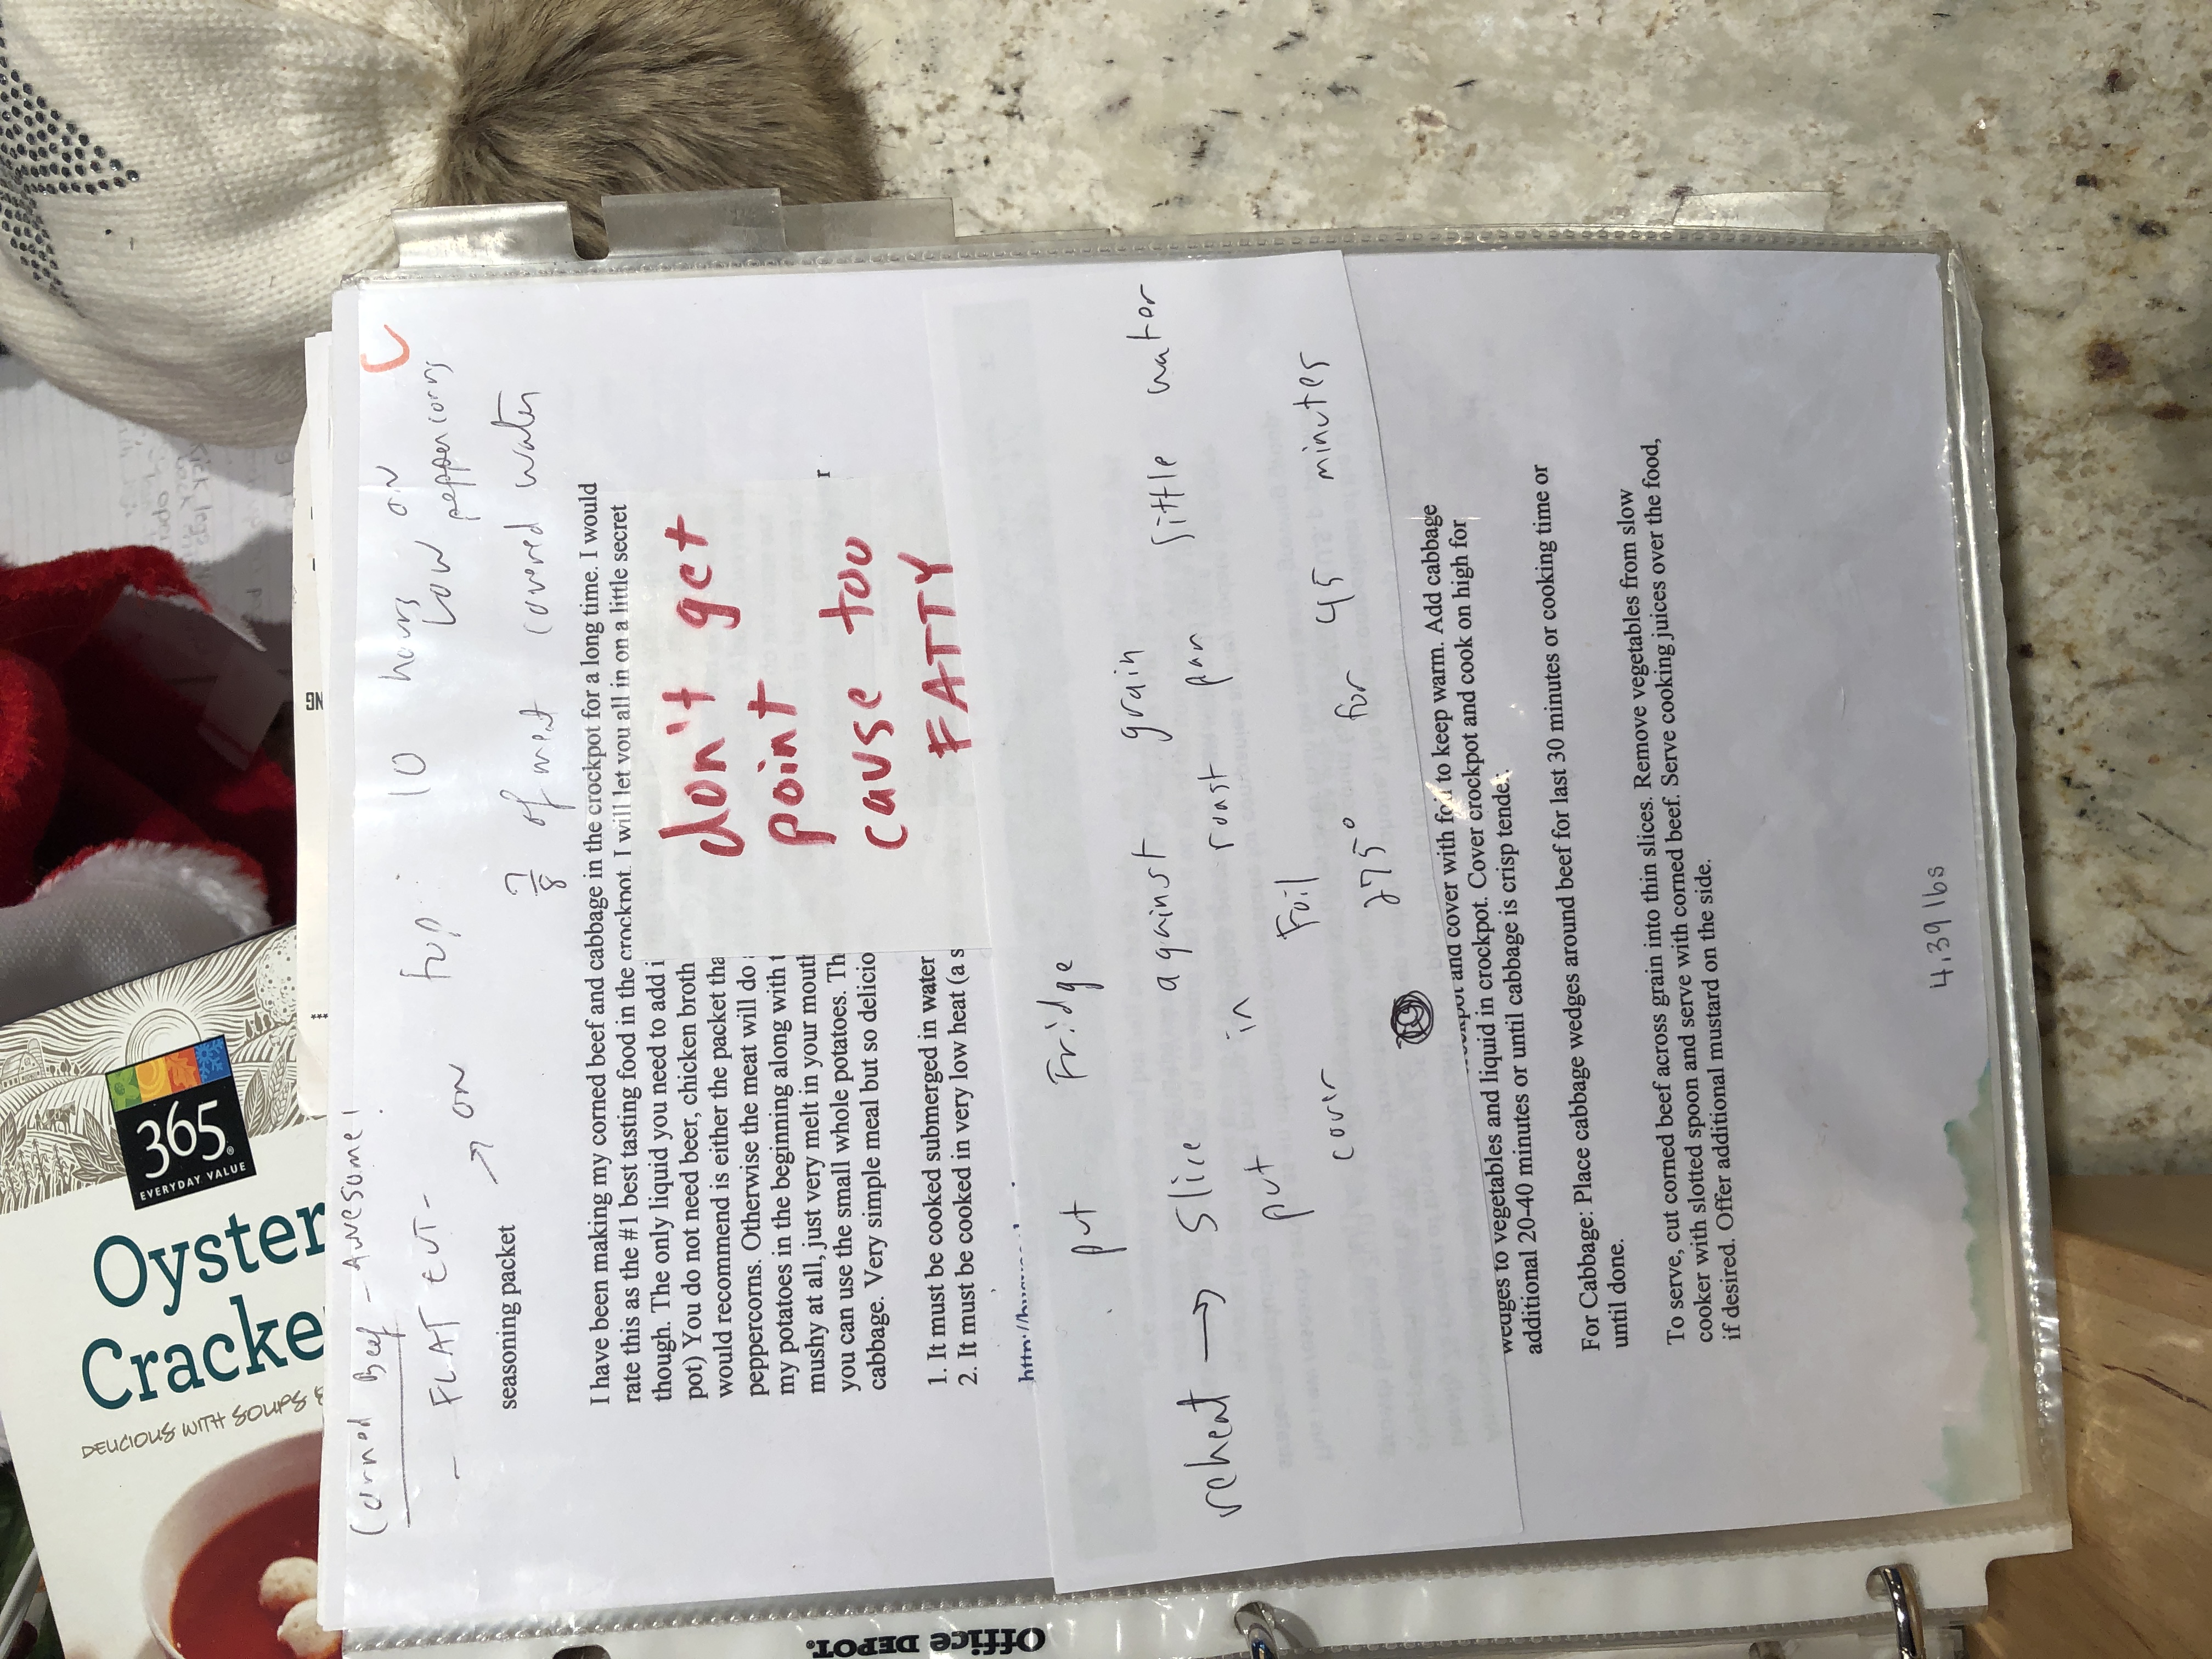 Corned Beef - AWESOME!
- FLAT CUT -
→ on top
10 hours on
Low
peppercorns
seasoning packet
7/8 of meat covered water
I have been making my corned beef and cabbage in the crockpot for a long time. I would
rate this as the #1 best tasting food in the crockpot. I will let you all in on a little secret
though. The only liquid you need to add i
pot) You do not need beer, chicken broth
would recommend is either the packet tha
peppercorns. Otherwise the meat will do
my potatoes in the beginning along with t
mushy at all, just very melt in your mouth
you can use the small whole potatoes. Th
r
cabbage. Very simple meal but so delicio
don't get
point
cause too
FATTY
1. It must be cooked submerged in water
2. It must be cooked in very low heat (a s
put Fridge
reheat → slice against grain
put in roast pan little water
cover Foil
275° for 45 minutes
and cover with foil to keep warm. Add cabbage
wedges to vegetables and liquid in crockpot. Cover crockpot and cook on high for
additional 20-40 minutes or until cabbage is crisp tender.
For Cabbage: Place cabbage wedges around beef for last 30 minutes or cooking time or
until done.
To serve, cut corned beef across grain into thin slices. Remove vegetables from slow
cooker with slotted spoon and serve with corned beef. Serve cooking juices over the food,
if desired. Offer additional mustard on the side.
4.39 lbs
Office DEPOT
365
EVERYDAY VALUE
Oyster
Cracke
DELICIOUS WITH SOUPS &
NG
***